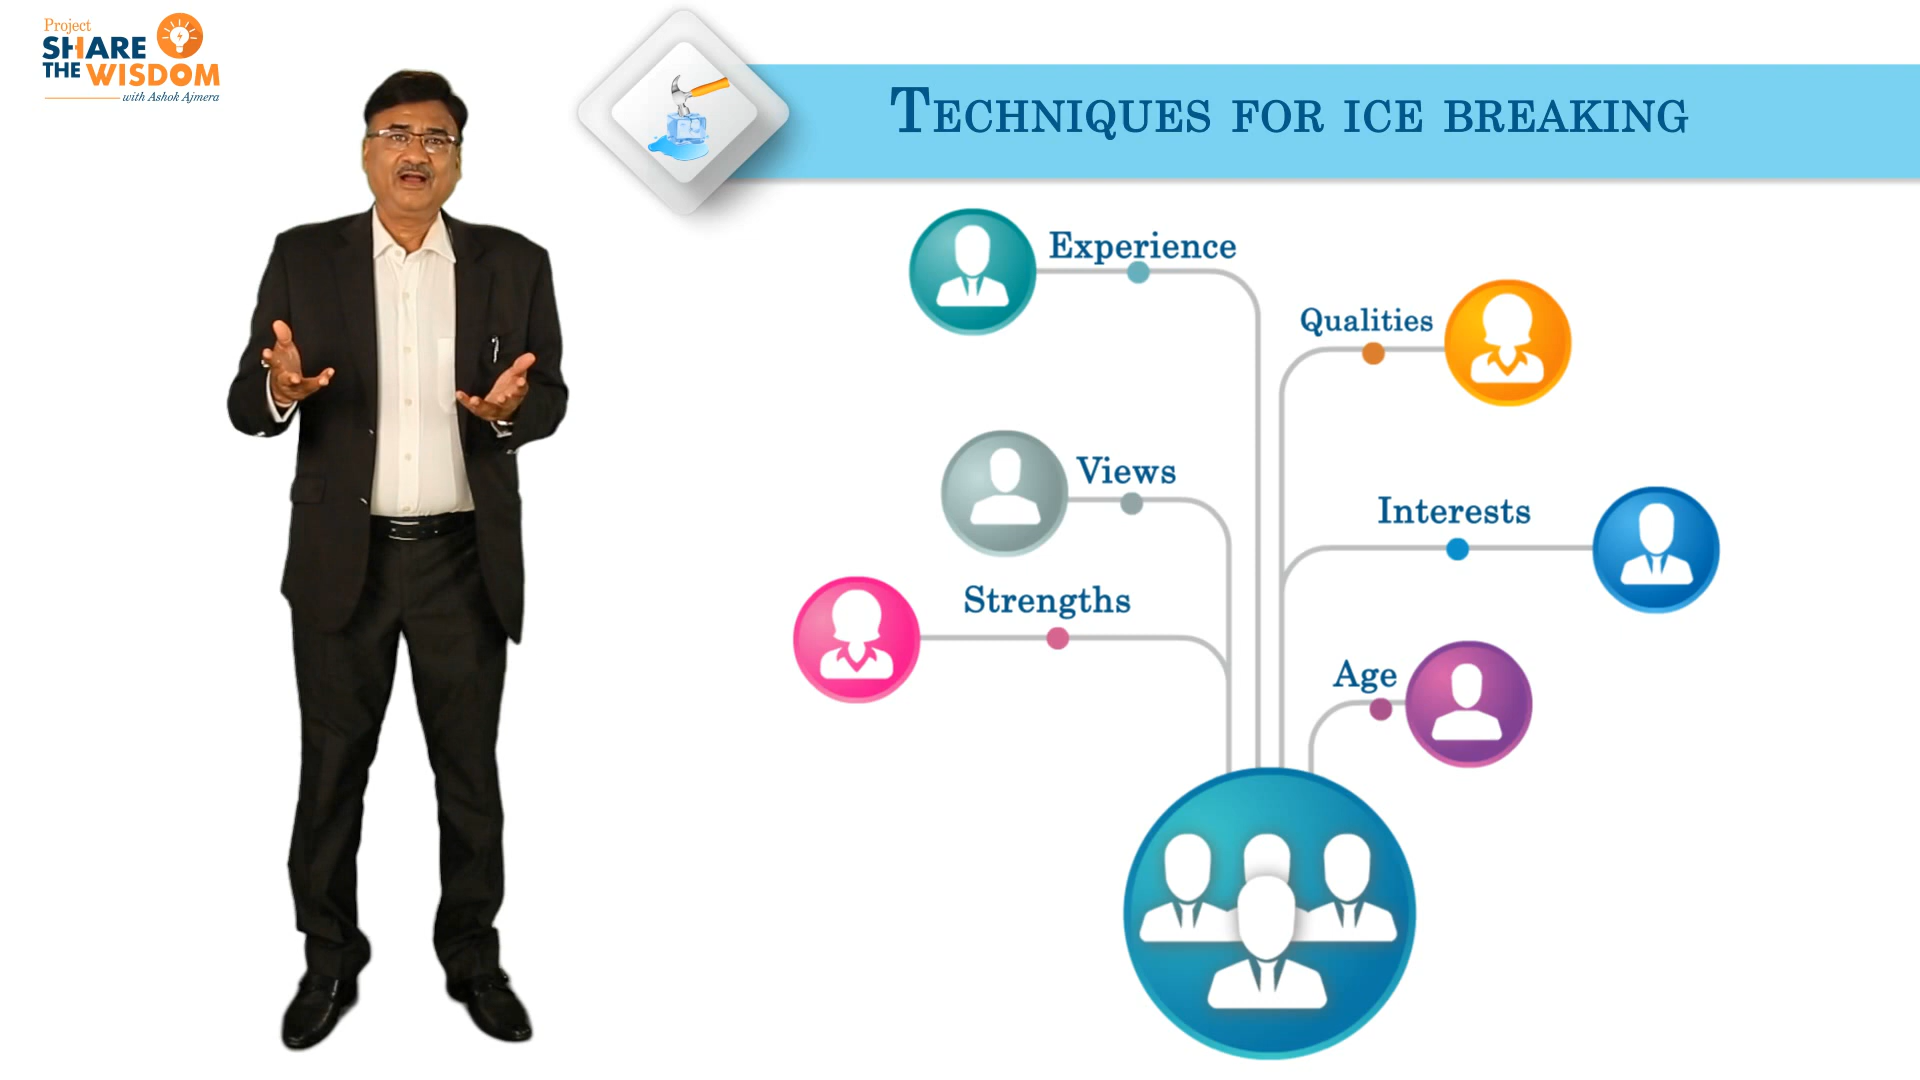 Project
SHARE
THE WISDOM
with Ashok Ajmera
TECHNIQUES FOR ICE BREAKING
Experience
Qualities
Views
Interests
Strengths
Age